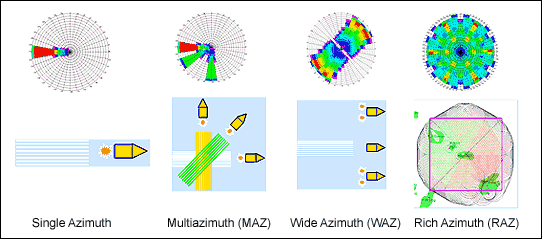 Single Azimuth
Multiazimuth (MAZ)
Wide Azimuth (WAZ)
Rich Azimuth (RAZ)